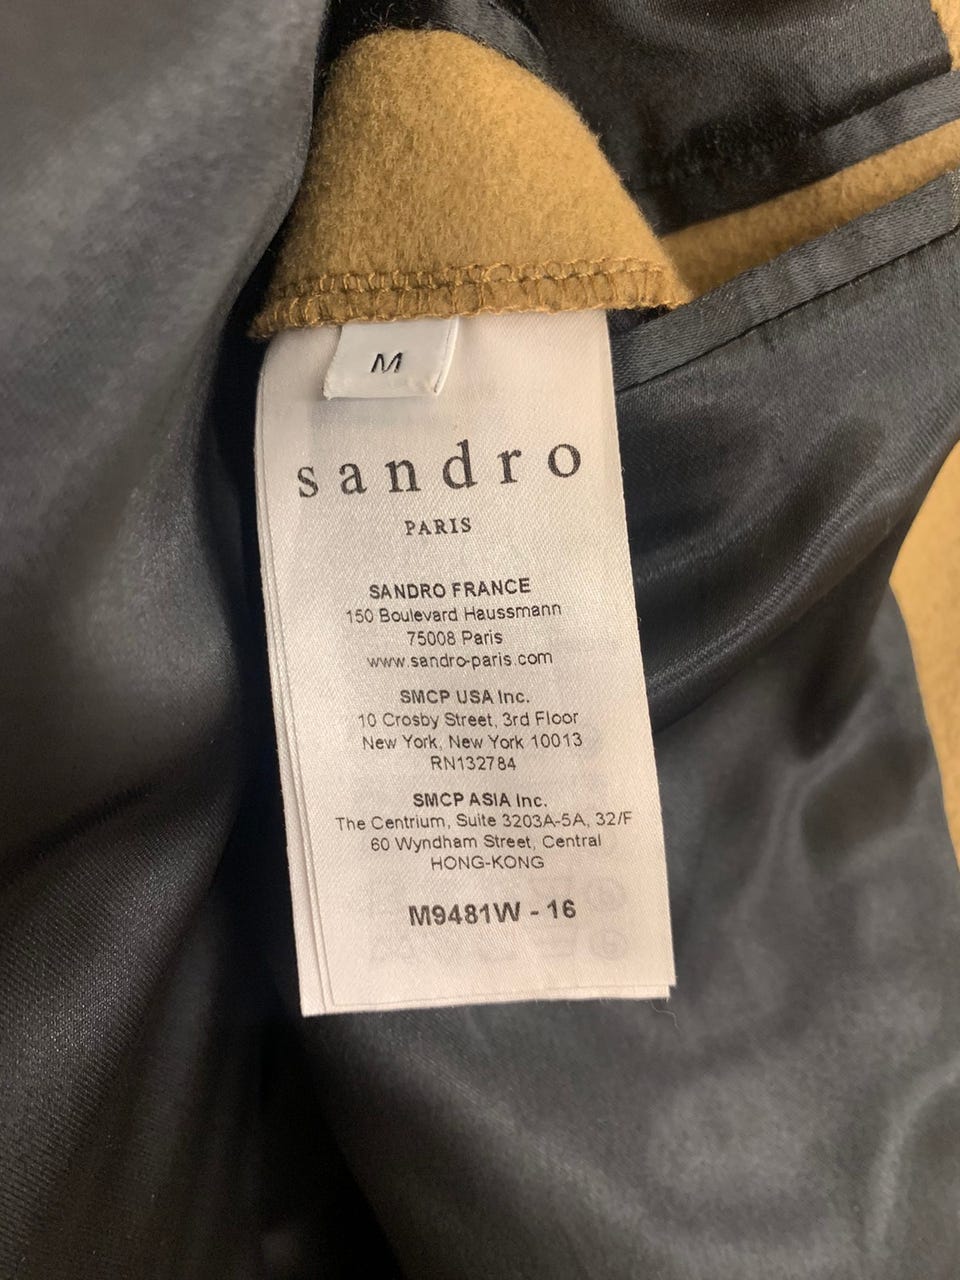 M
sandro
PARIS
SANDRO FRANCE
150 Boulevard Haussmann
75008 Paris
www.sandro-paris.com
SMCP USA Inc.
10 Crosby Street, 3rd Floor
New York, New York 10013
RN132784
SMCP ASIA Inc.
The Centrium, Suite 3203A-5A, 32/F
60 Wyndham Street, Central
HONG-KONG
M9481W - 16